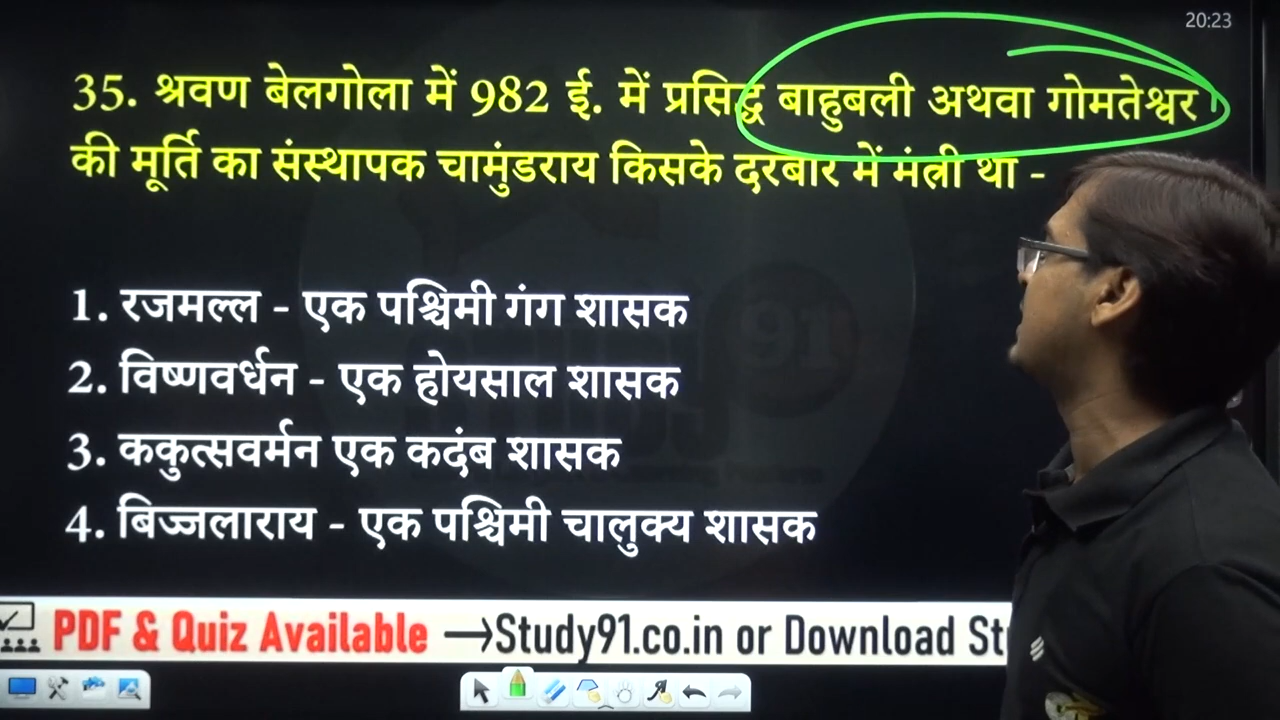 20:23
35. श्रवण बेलगोला में 982 ई. में प्रसिद्ध बाहुबली अथवा गोमतेश्वर
की मूर्ति का संस्थापक चामुंडराय किसके दरबार में मंत्री था -
1. रजमल्ल - एक पश्चिमी गंग शासक
2. विष्णवर्धन - एक होयसाल शासक
3. ककुत्सवर्मन एक कदंब शासक
4. बिज्जलाराय - एक पश्चिमी चालुक्य शासक
91
PDF & Quiz Available →Study91.co.in or Download St